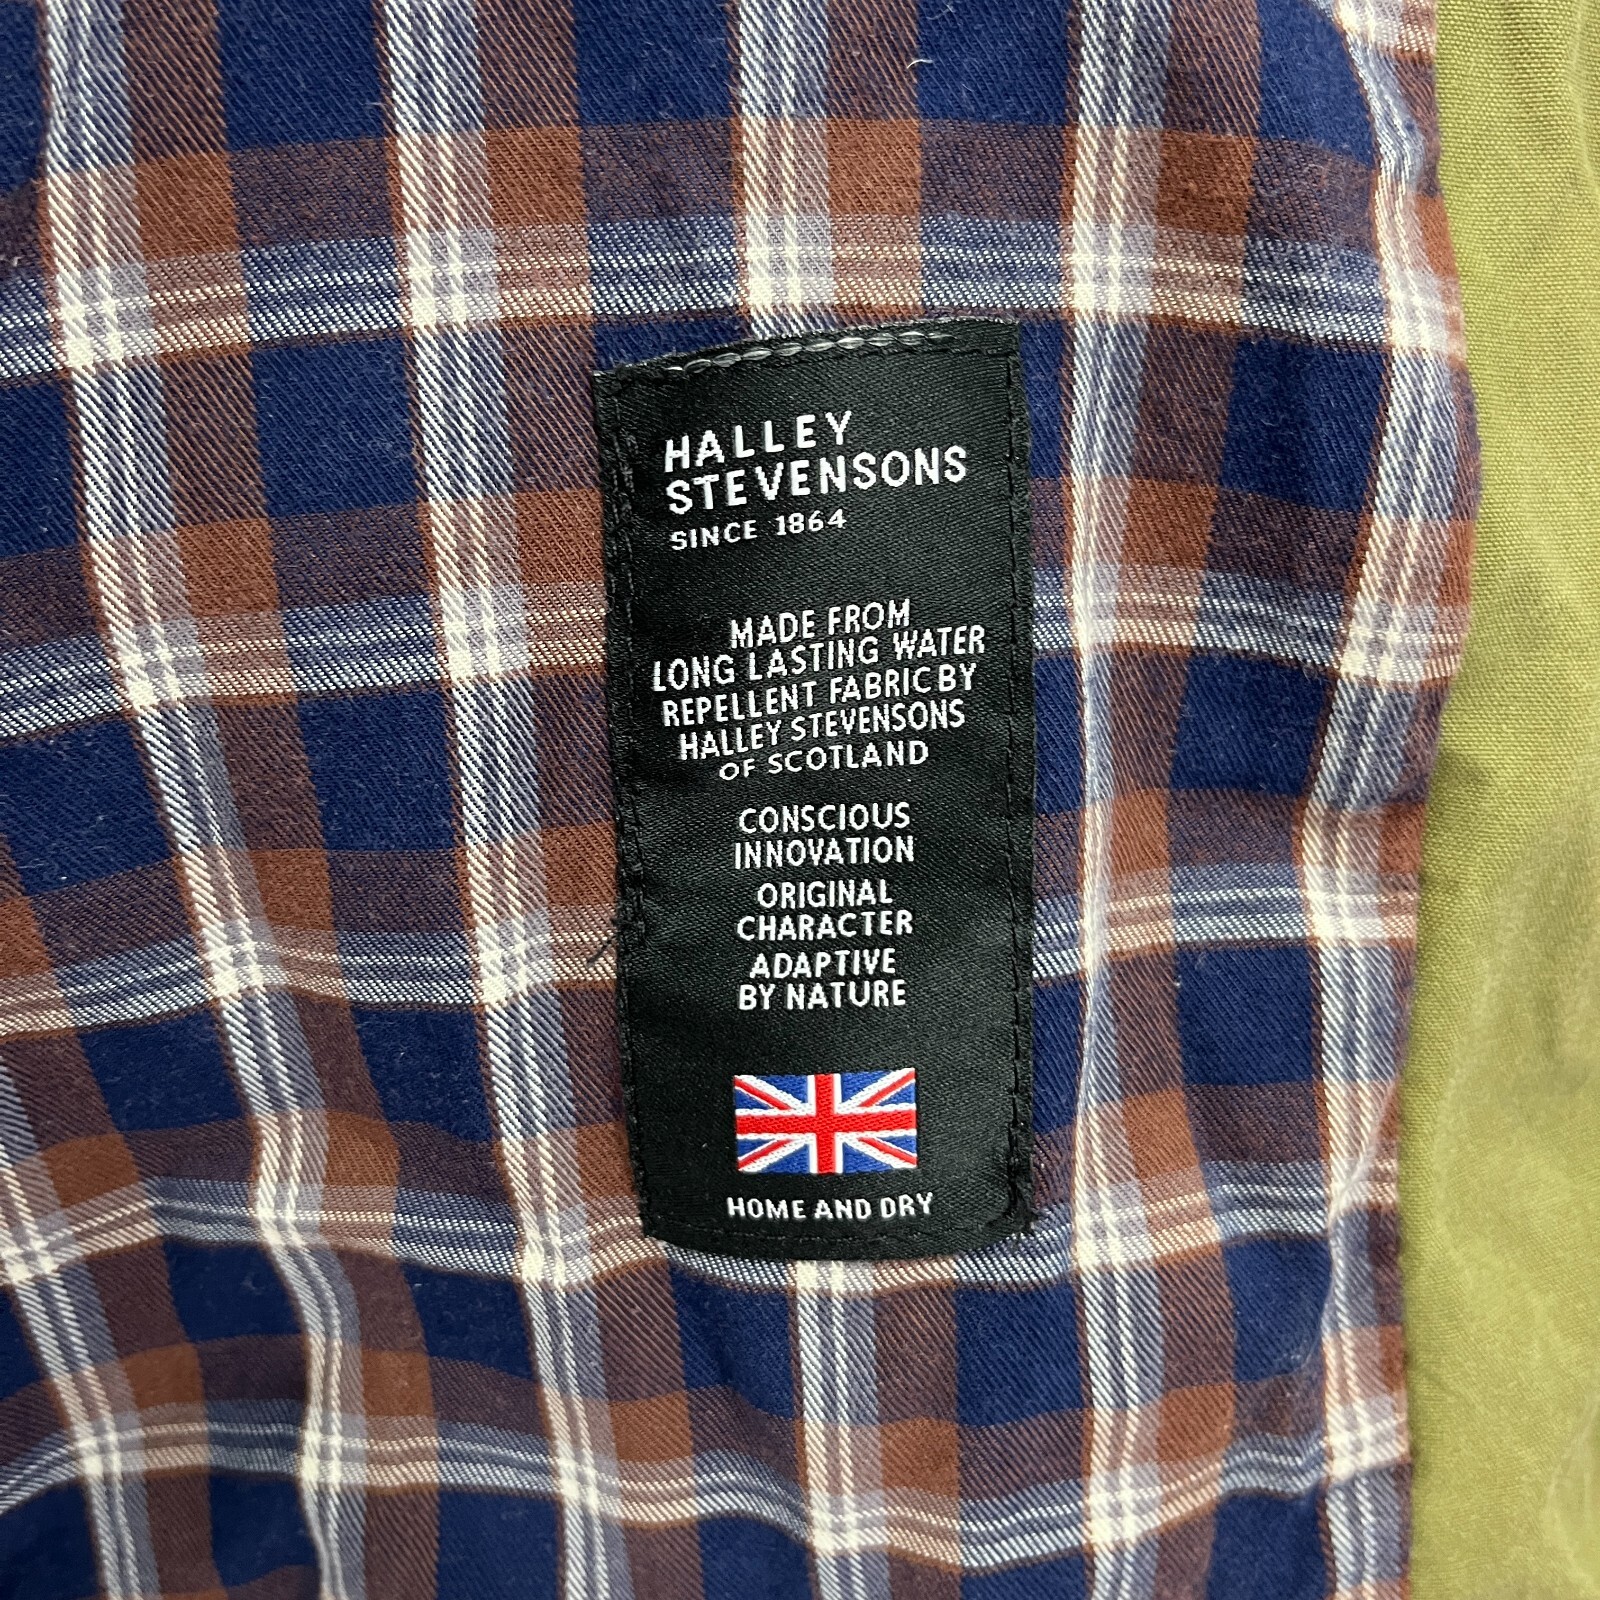 HALLEY
STEVENSONS
SINCE 1864
MADE FROM
LONG LASTING WATER
REPELLENT FABRIC BY
HALLEY STEVENSONS
OF SCOTLAND
CONSCIOUS
INNOVATION
ORIGINAL
CHARACTER
ADAPTIVE
BY NATURE
HOME AND DRY